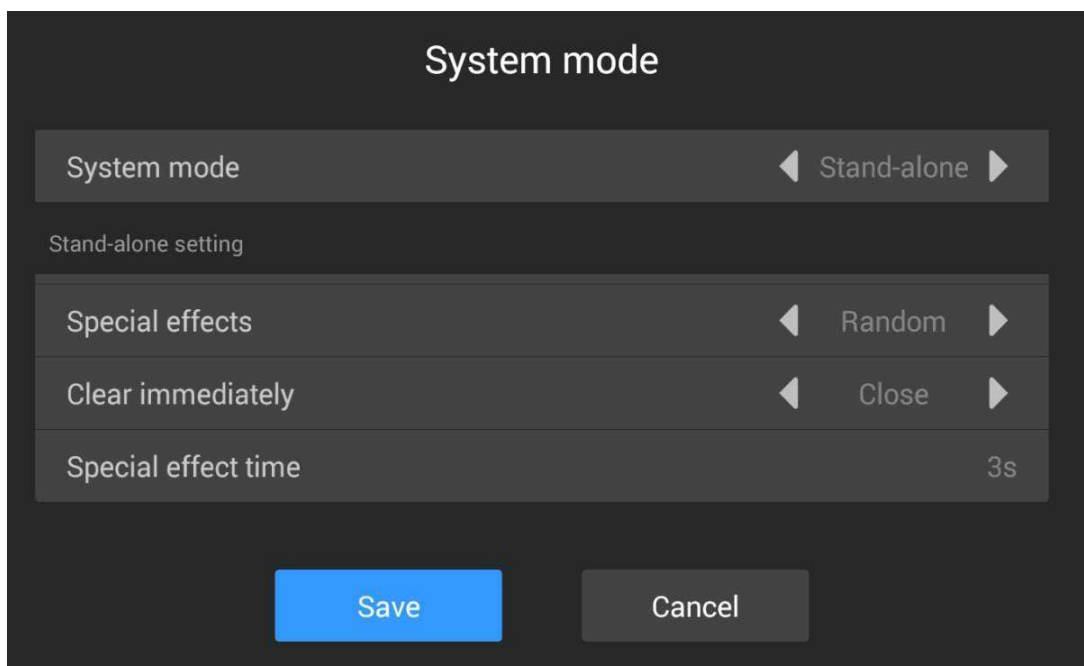 System mode
System mode Stand-alone
Stand-alone setting
Special effects Random
Clear immediately Close
Special effect time 3s
Save Cancel